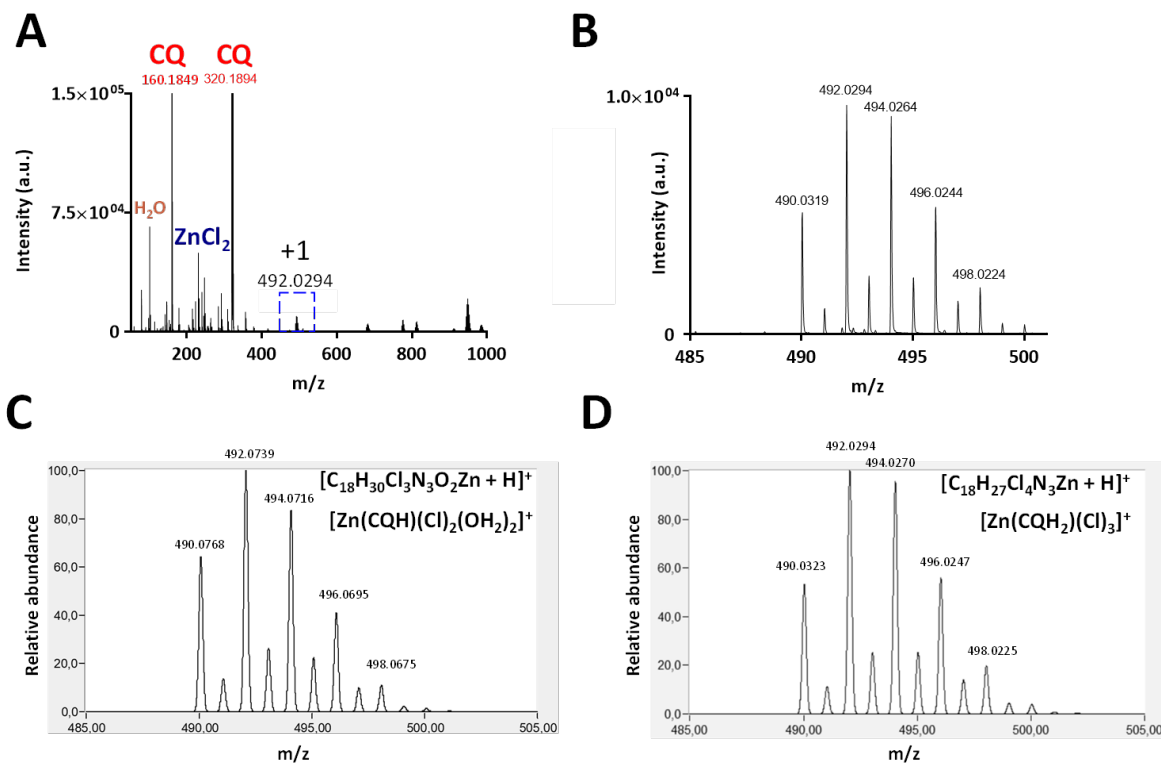 A
CQ
CQ
160.1849
320.1894
1.5×10⁰⁵
7.5×10⁰⁴
0
H₂O
ZnCl₂
+1
492.0294
Intensity (a.u.)
200
400
600
800
1000
m/z
B
1.0×10⁰⁴
0
492.0294
494.0264
490.0319
496.0244
498.0224
Intensity (a.u.)
485
490
495
500
m/z
C
100,0
80,0
60,0
40,0
20,0
0,0
492.0739
494.0716
490.0768
496.0695
498.0675
[C₁₈H₃₀Cl₃N₃O₂Zn + H]⁺
[Zn(CQH)(Cl)₂(OH₂)₂]⁺
Relative abundance
485,00
490,00
495,00
500,00
505,00
m/z
D
100,0
80,0
60,0
40,0
20,0
0,0
492.0294
494.0270
490.0323
496.0247
498.0225
[C₁₈H₂₇Cl₄N₃Zn + H]⁺
[Zn(CQH₂)(Cl)₃]⁺
Relative abundance
485,00
490,00
495,00
500,00
505,00
m/z